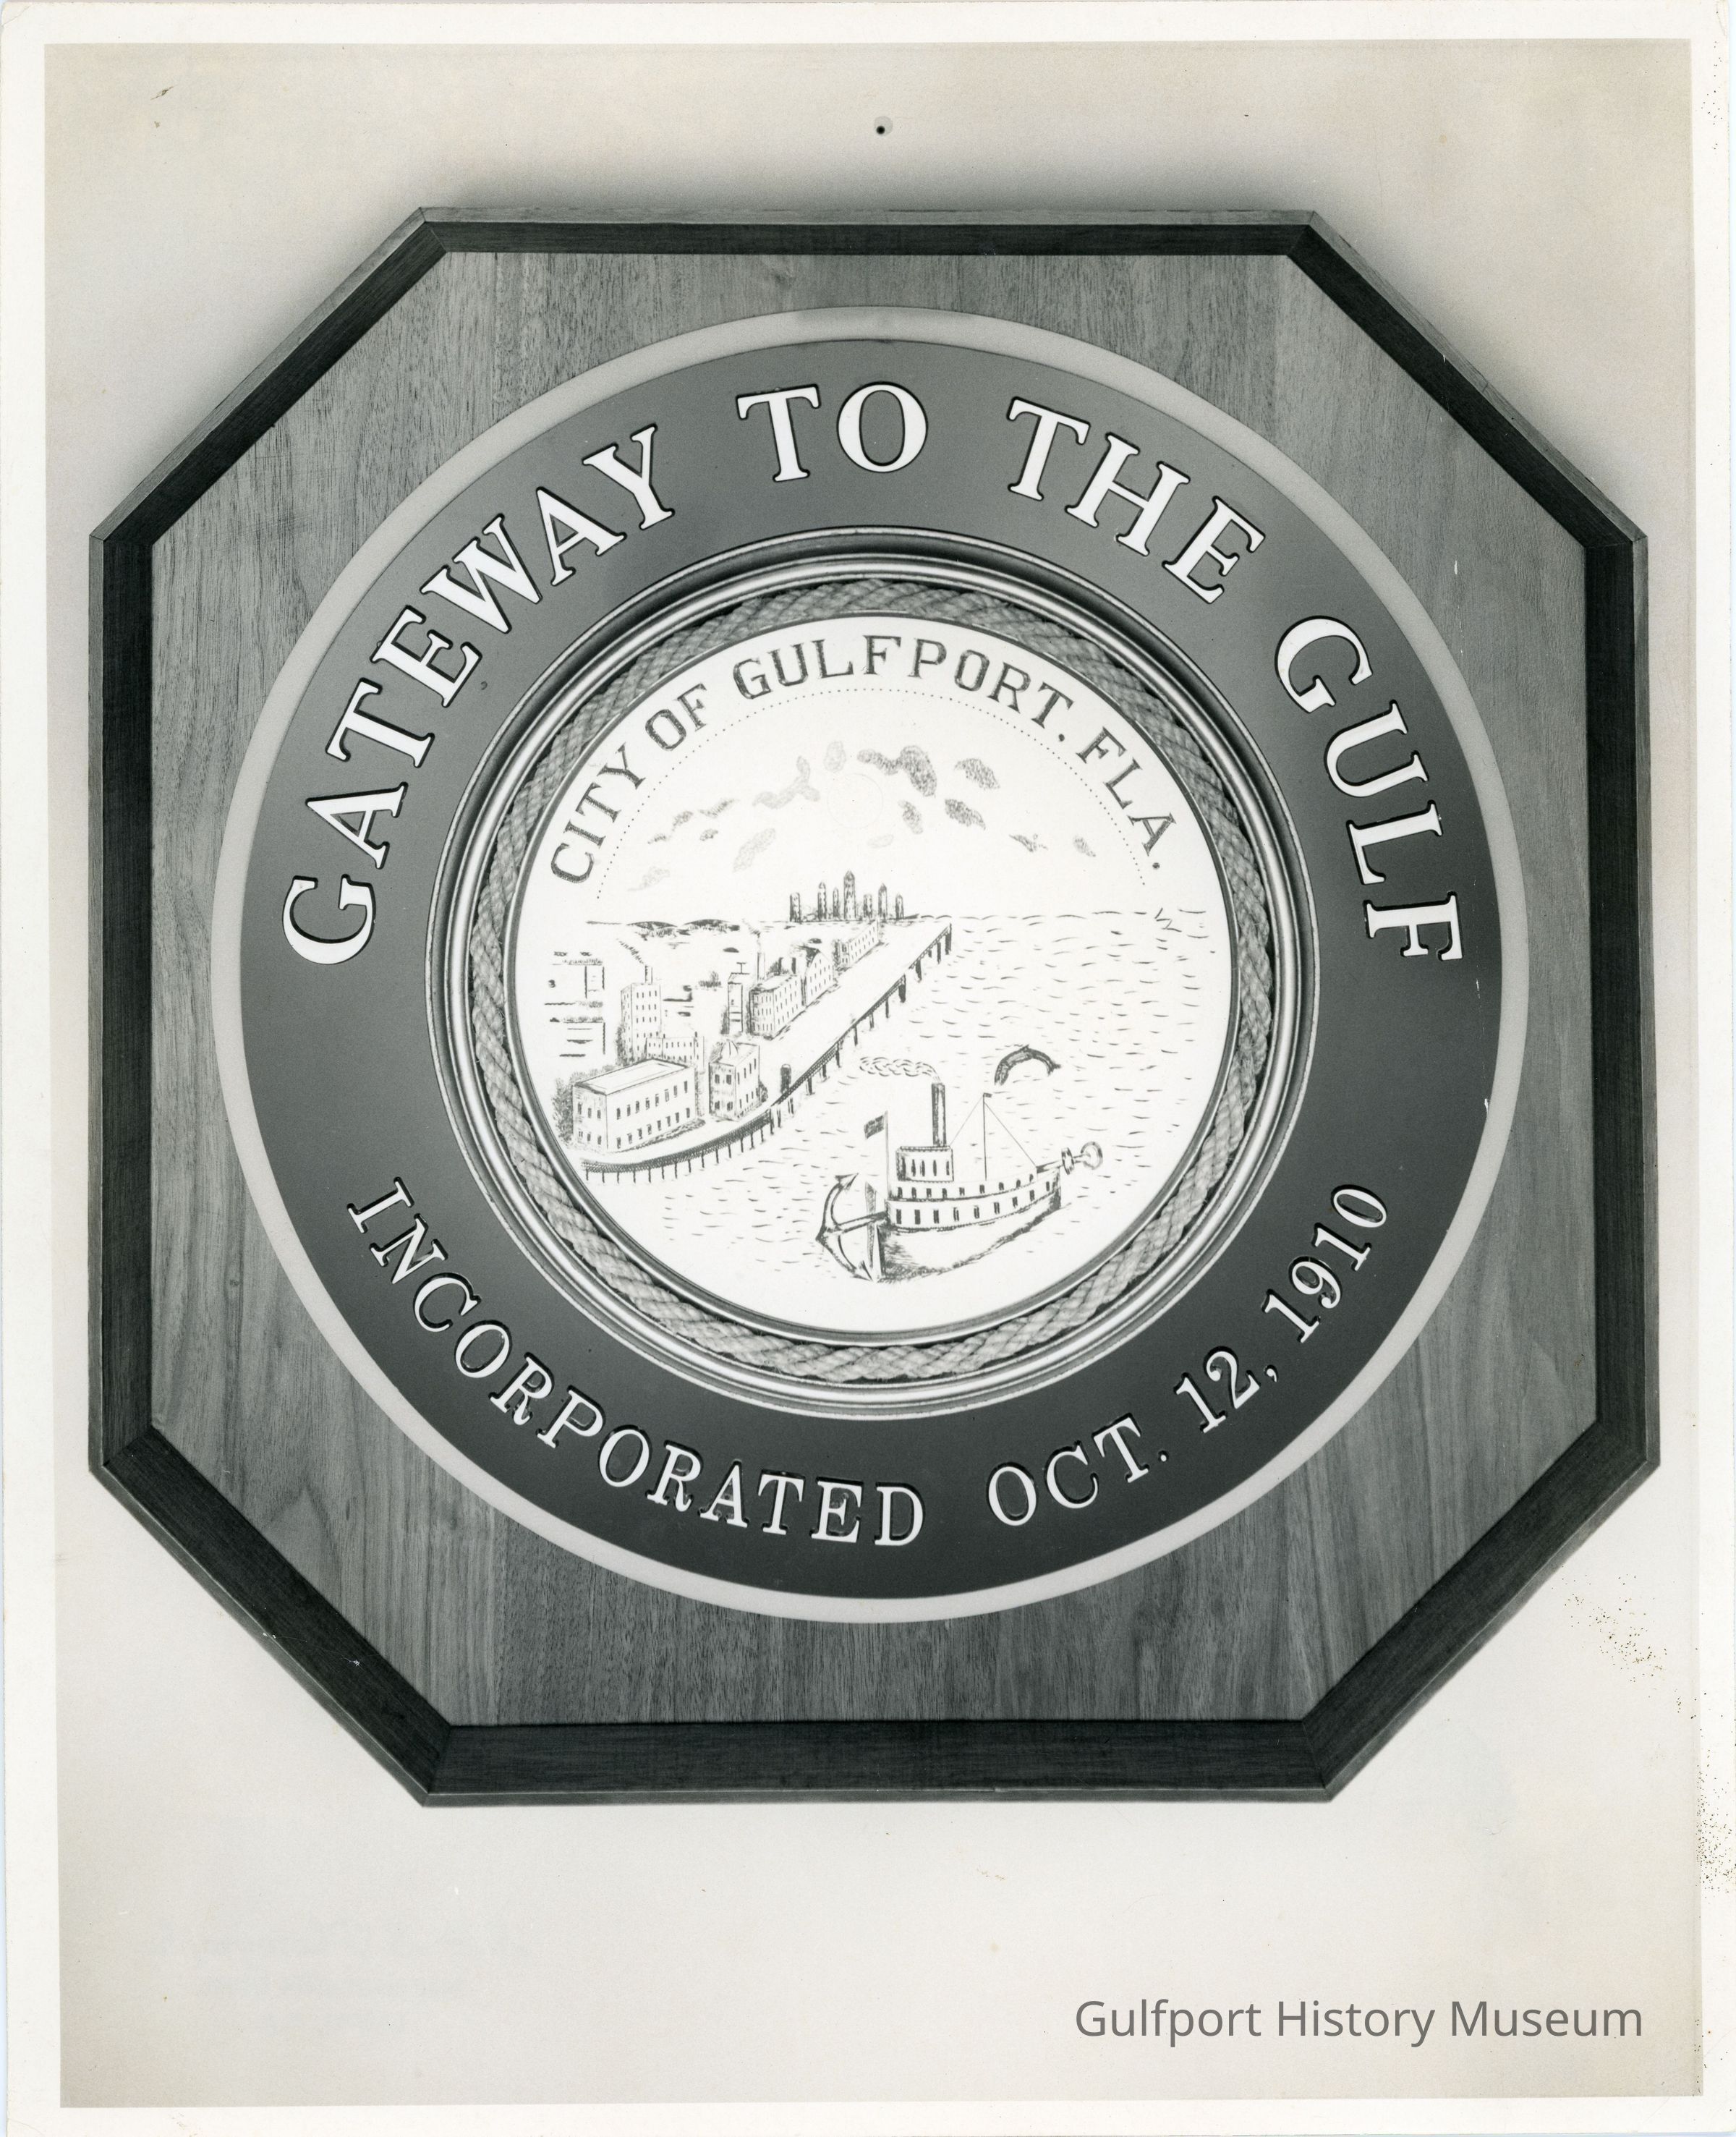 GATEWAY TO THE GULF
CITY OF GULFPORT. FLA.
INCORPORATED OCT. 12, 1910
Gulfport History Museum